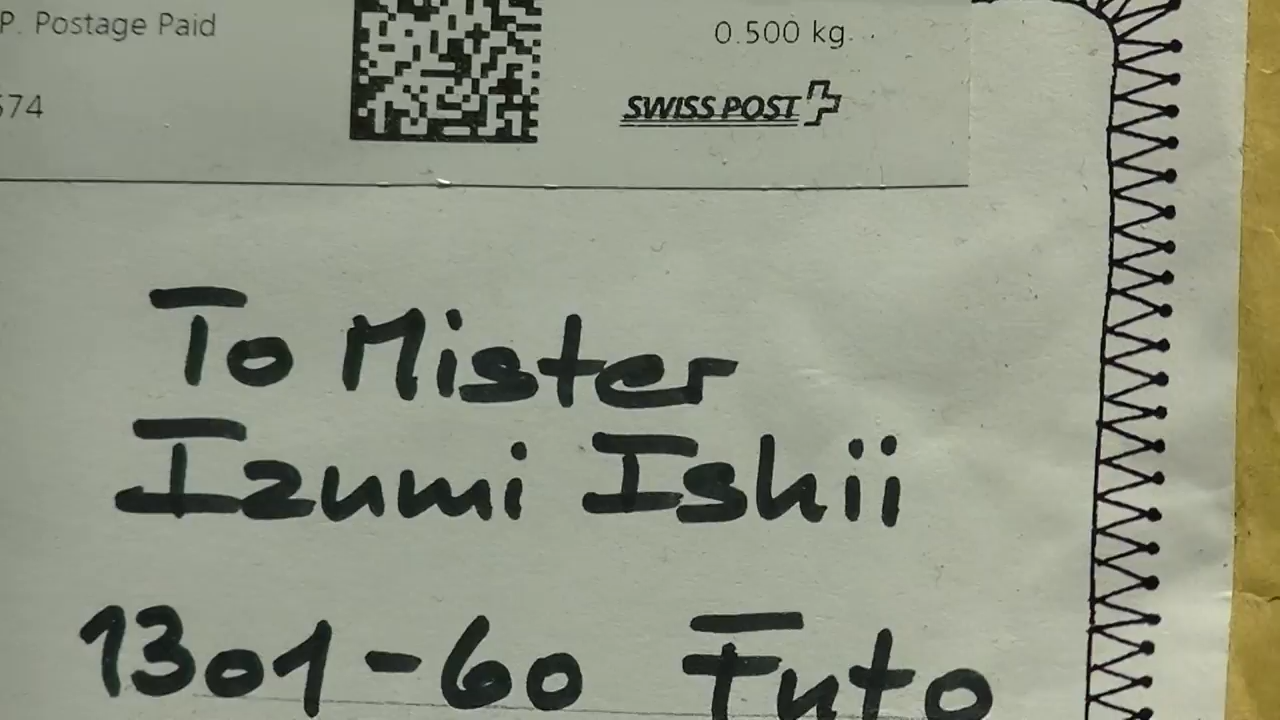 P. Postage Paid
0.500 kg
574
SWISS POST
To Mister
Izumi Ishii
1301-60 Futo